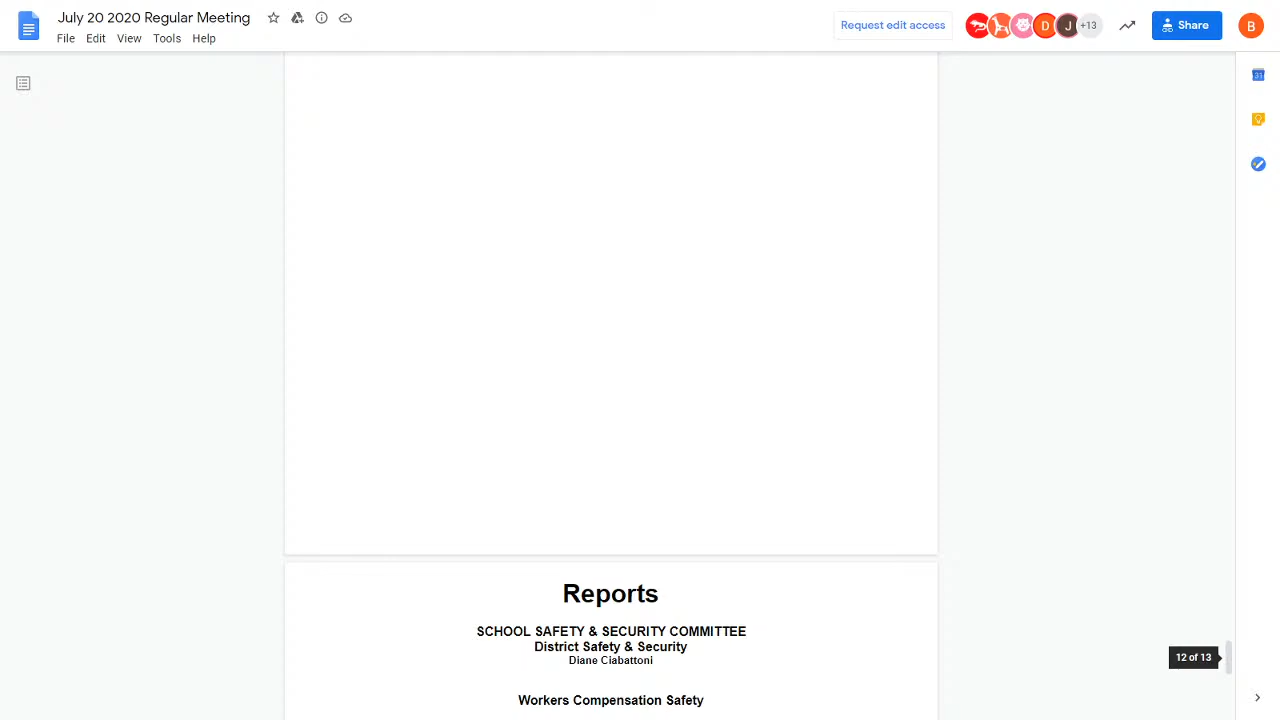 July 20 2020 Regular Meeting
File Edit View Tools Help
Request edit access
D
J
+13
Share
B
31
Reports
SCHOOL SAFETY & SECURITY COMMITTEE
District Safety & Security
Diane Ciabattoni
Workers Compensation Safety
12 of 13